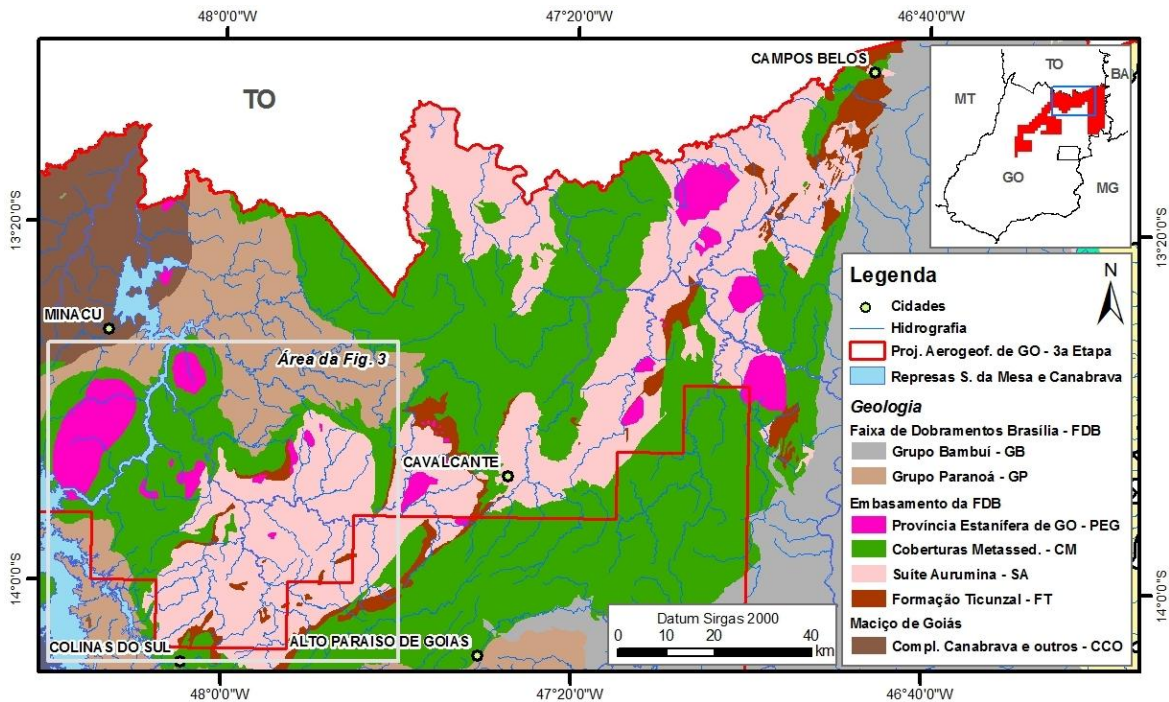 48°0'0"W
47°20'0"W
46°40'0"W
CAMPOS BELOS
TO
TO
BA
MT
GO
MG
13°20'0"S
13°20'0"S
MINACU
Área da Fig. 3
CAVALCANTE
14°0'0"S
14°0'0"S
COLINAS DO SUL
ALTO PARAISO DE GOIAS
Legenda
N
Cidades
Hidrografia
Proj. Aerogeof. de GO - 3a Etapa
Represas S. da Mesa e Canabrava
Geologia
Faixa de Dobramentos Brasília - FDB
Grupo Bambuí - GB
Grupo Paranoá - GP
Embasamento da FDB
Província Estanífera de GO - PEG
Coberturas Metassed. - CM
Suíte Aurumina - SA
Formação Ticunzal - FT
Maciço de Goiás
Compl. Canabrava e outros - CCO
Datum Sirgas 2000
0 10 20 40
km
48°0'0"W
47°20'0"W
46°40'0"W